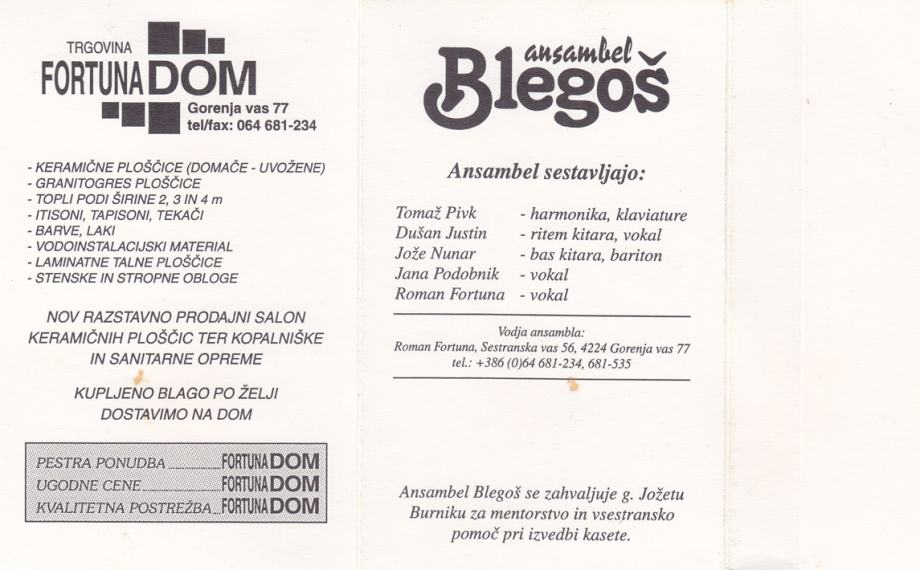 TRGOVINA
FORTUNA DOM
Gorenja vas 77
tel/fax: 064 681-234
- KERAMIČNE PLOŠČICE (DOMAČE - UVOŽENE)
- GRANITOGRES PLOŠČICE
- TOPLI PODI ŠIRINE 2, 3 IN 4 m
- ITISONI, TAPISONI, TEKAČI
- BARVE, LAKI
- VODOINSTALACIJSKI MATERIAL
- LAMINATNE TALNE PLOŠČICE
- STENSKE IN STROPNE OBLOGE
NOV RAZSTAVNO PRODAJNI SALON
KERAMIČNIH PLOŠČIC TER KOPALNIŠKE
IN SANITARNE OPREME
KUPLJENO BLAGO PO ŽELJI
DOSTAVIMO NA DOM
PESTRA PONUDBA ............ FORTUNA DOM
UGODNE CENE .................. FORTUNA DOM
KVALITETNA POSTREŽBA .. FORTUNA DOM
ansambel
Blegoš
Ansambel sestavljajo:
Tomaž Pivk - harmonika, klaviature
Dušan Justin - ritem kitara, vokal
Jože Nunar - bas kitara, bariton
Jana Podobnik - vokal
Roman Fortuna - vokal
Vodja ansambla:
Roman Fortuna, Sestranska vas 56, 4224 Gorenja vas 77
tel.: +386 (0)64 681-234, 681-535
Ansambel Blegoš se zahvaljuje g. Jožetu
Burniku za mentorstvo in vsestransko
pomoč pri izvedbi kasete.